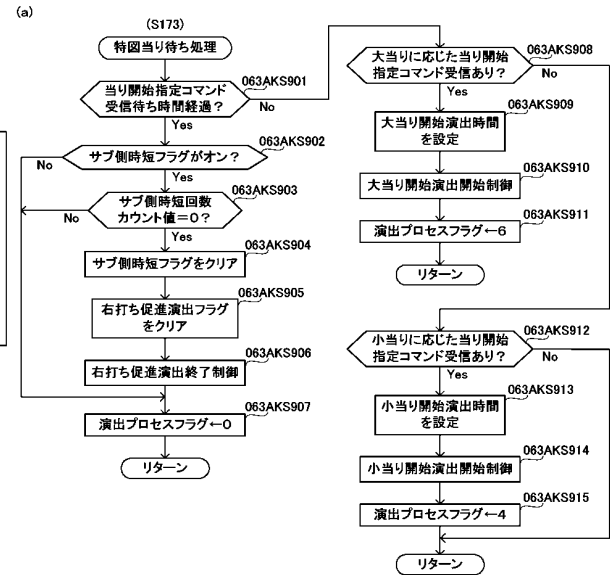 (a)
(S173)
特図当り待ち処理
当り開始指定コマンド
受信待ち時間経過？
063AKS901
No
Yes
サブ側時短フラグがオン？
063AKS902
No
Yes
サブ側時短回数
カウント値＝0？
063AKS903
No
Yes
サブ側時短フラグをクリア
063AKS904
右打ち促進演出フラグ
をクリア
063AKS905
右打ち促進演出終了制御
063AKS906
演出プロセスフラグ←0
063AKS907
リターン
大当りに応じた当り開始
指定コマンド受信あり？
063AKS908
No
Yes
大当り開始演出時間
を設定
063AKS909
大当り開始演出開始制御
063AKS910
演出プロセスフラグ←6
063AKS911
リターン
小当りに応じた当り開始
指定コマンド受信あり？
063AKS912
No
Yes
小当り開始演出時間
を設定
063AKS913
小当り開始演出開始制御
063AKS914
演出プロセスフラグ←4
063AKS915
リターン